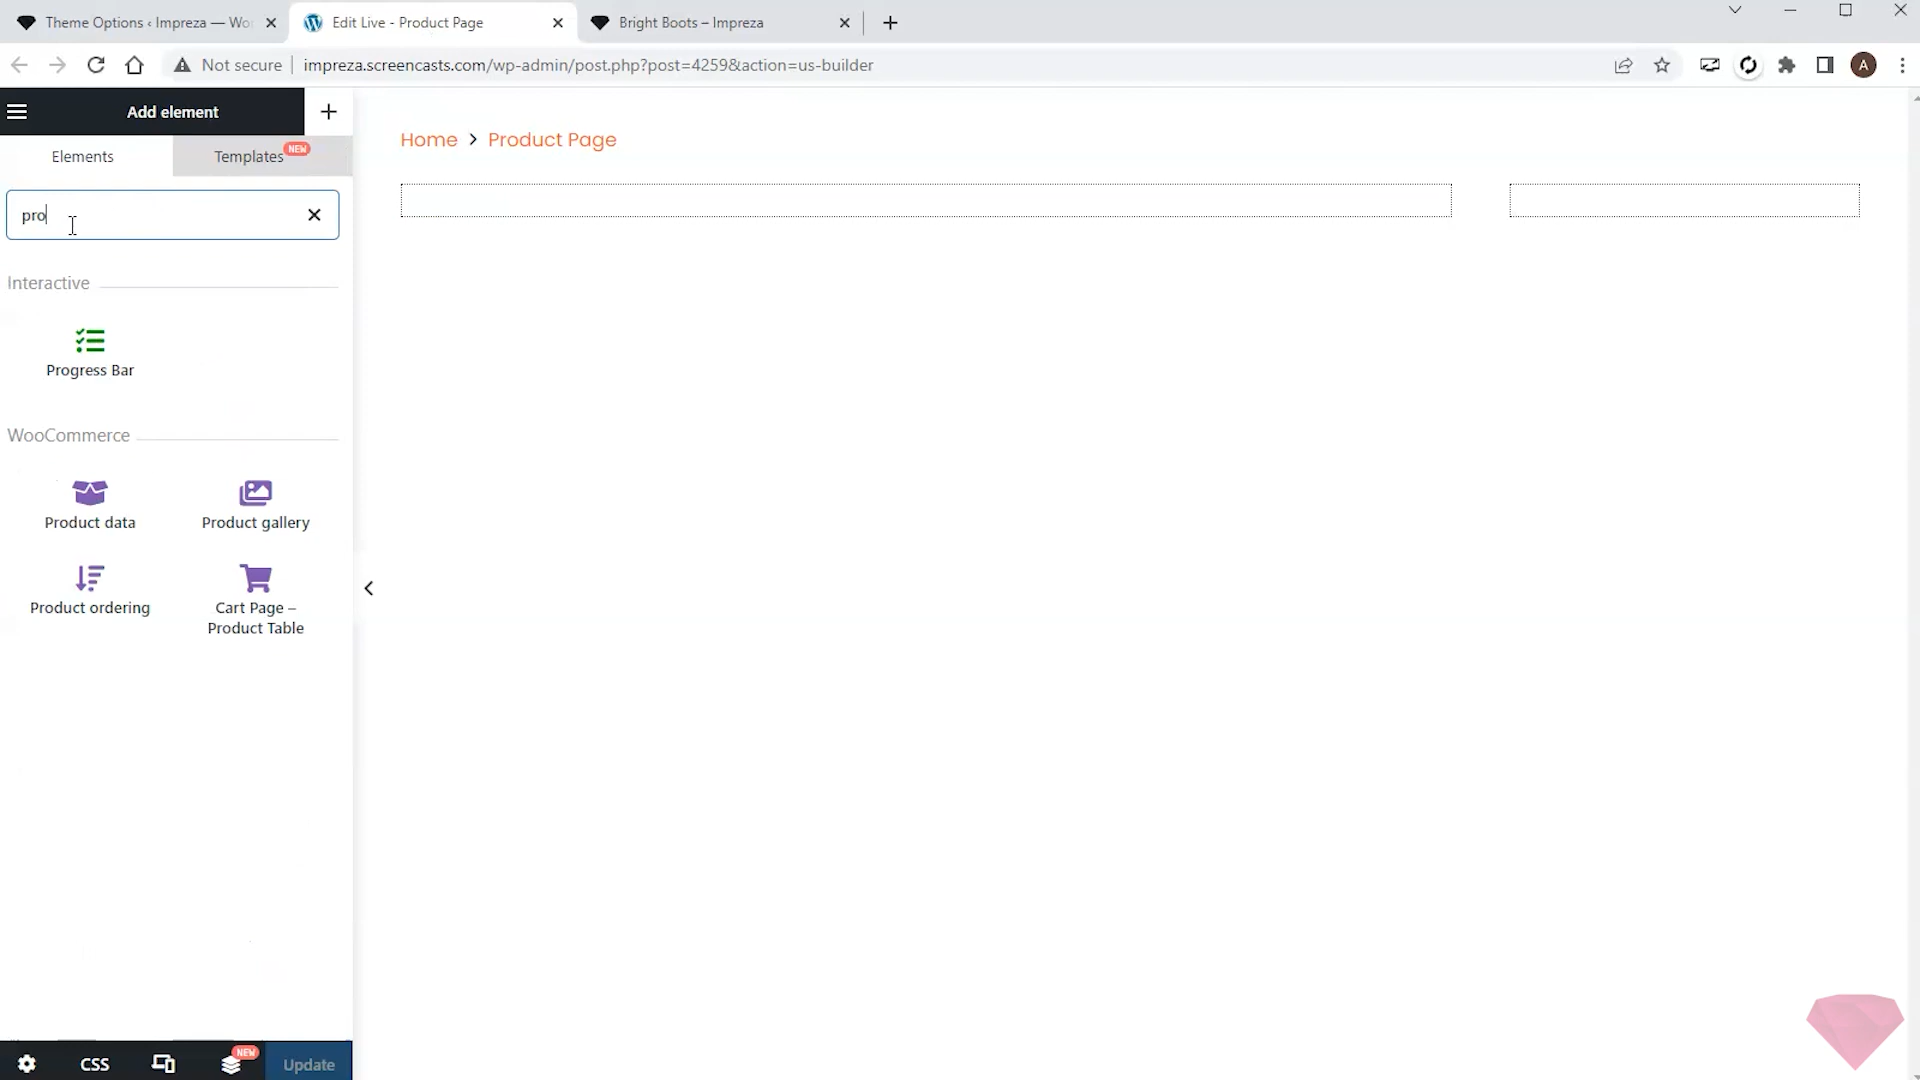 Theme Options ‹ Impreza — Wo
Edit Live - Product Page
Bright Boots – Impreza
Not secure
impreza.screencasts.com/wp-admin/post.php?post=4259&action=us-builder
A
Add element
Elements
Templates
NEW
pro
Interactive
Progress Bar
WooCommerce
Product data
Product gallery
Product ordering
Cart Page –
Product Table
Home
Product Page
CSS
NEW
Update